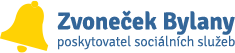 Zvoneček Bylany
poskytovatel sociálních služeb